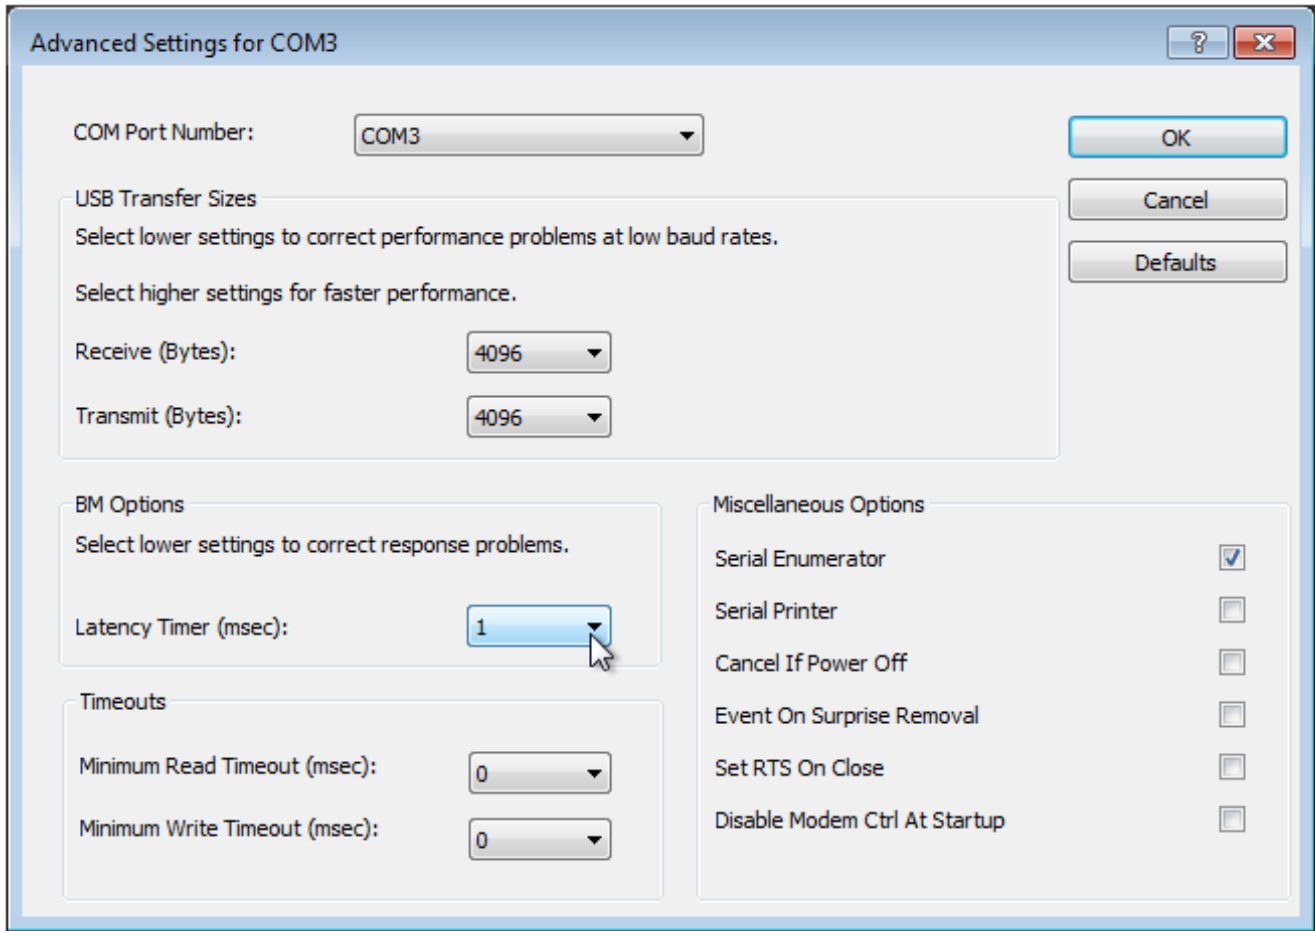 Advanced Settings for COM3
?
COM Port Number:
COM3
OK
Cancel
Defaults
USB Transfer Sizes
Select lower settings to correct performance problems at low baud rates.
Select higher settings for faster performance.
Receive (Bytes):
4096
Transmit (Bytes):
4096
BM Options
Select lower settings to correct response problems.
Latency Timer (msec):
1
Timeouts
Minimum Read Timeout (msec):
0
Minimum Write Timeout (msec):
0
Miscellaneous Options
Serial Enumerator
Serial Printer
Cancel If Power Off
Event On Surprise Removal
Set RTS On Close
Disable Modem Ctrl At Startup